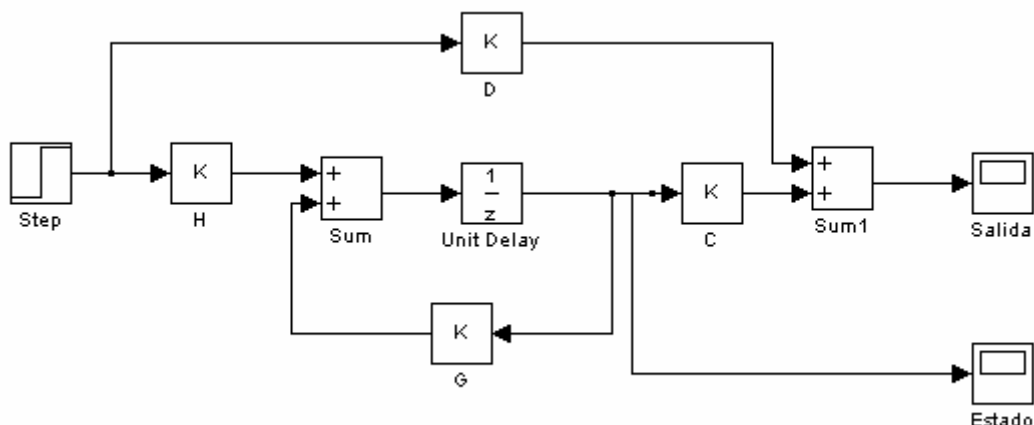 K
D
Step
K
H
+
+
Sum
1
z
Unit Delay
K
C
+
+
Sum1
Salida
K
G
Estado